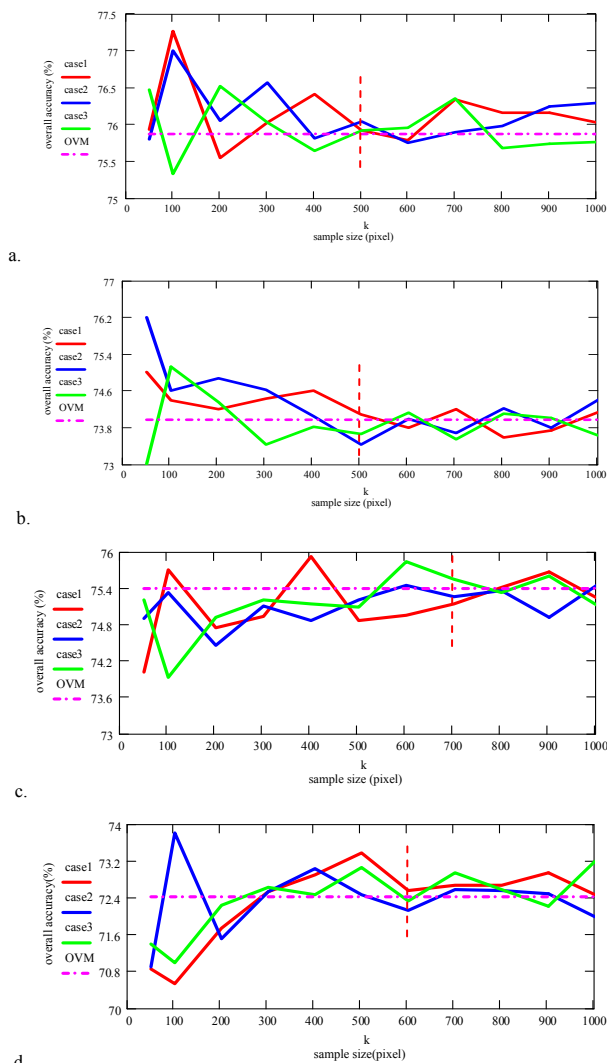 77.5
77
76.5
76
75.5
75
overall accuracy (%)
case1
case2
case3
OVM
0 100 200 300 400 500 600 700 800 900 1000
k
sample size (pixel)
a.
77
76.2
75.4
74.6
73.8
73
overall accuracy (%)
case1
case2
case3
OVM
0 100 200 300 400 500 600 700 800 900 1000
k
sample size (pixel)
b.
76
75.4
74.8
74.2
73.6
73
overall accuracy (%)
case1
case2
case3
OVM
0 100 200 300 400 500 600 700 800 900 1000
k
sample size (pixel)
c.
74
73.2
72.4
71.6
70.8
70
overall accuracy(%)
case1
case2
case3
OVM
0 100 200 300 400 500 600 700 800 900 1000
k
sample size(pixel)
d.